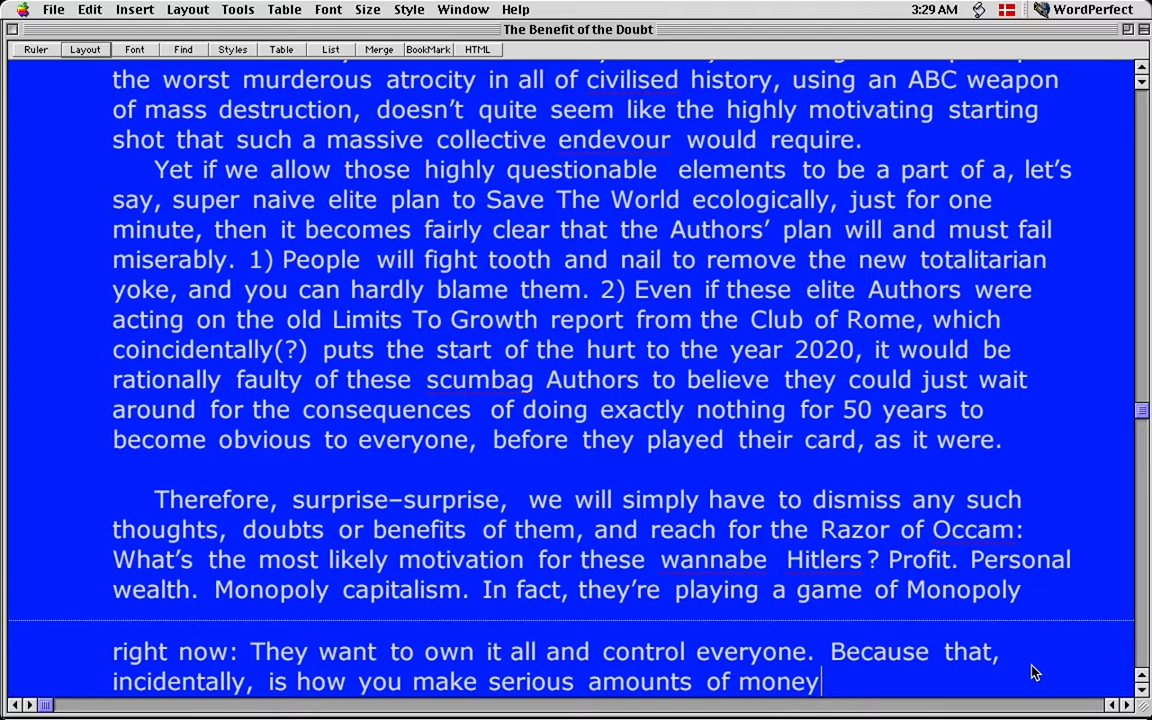 File Edit Insert Layout Tools Table Font Size Style Window Help 3:29 AM WordPerfect
The Benefit of the Doubt
Ruler Layout Font Find Styles Table List Merge BookMark HTML
the worst murderous atrocity in all of civilised history, using an ABC weapon
of mass destruction, doesn’t quite seem like the highly motivating starting
shot that such a massive collective endevour would require.
Yet if we allow those highly questionable elements to be a part of a, let’s
say, super naive elite plan to Save The World ecologically, just for one
minute, then it becomes fairly clear that the Authors’ plan will and must fail
miserably. 1) People will fight tooth and nail to remove the new totalitarian
yoke, and you can hardly blame them. 2) Even if these elite Authors were
acting on the old Limits To Growth report from the Club of Rome, which
coincidentally(?) puts the start of the hurt to the year 2020, it would be
rationally faulty of these scumbag Authors to believe they could just wait
around for the consequences of doing exactly nothing for 50 years to
become obvious to everyone, before they played their card, as it were.
Therefore, surprise–surprise, we will simply have to dismiss any such
thoughts, doubts or benefits of them, and reach for the Razor of Occam:
What’s the most likely motivation for these wannabe Hitlers? Profit. Personal
wealth. Monopoly capitalism. In fact, they’re playing a game of Monopoly
right now: They want to own it all and control everyone. Because that,
incidentally, is how you make serious amounts of money